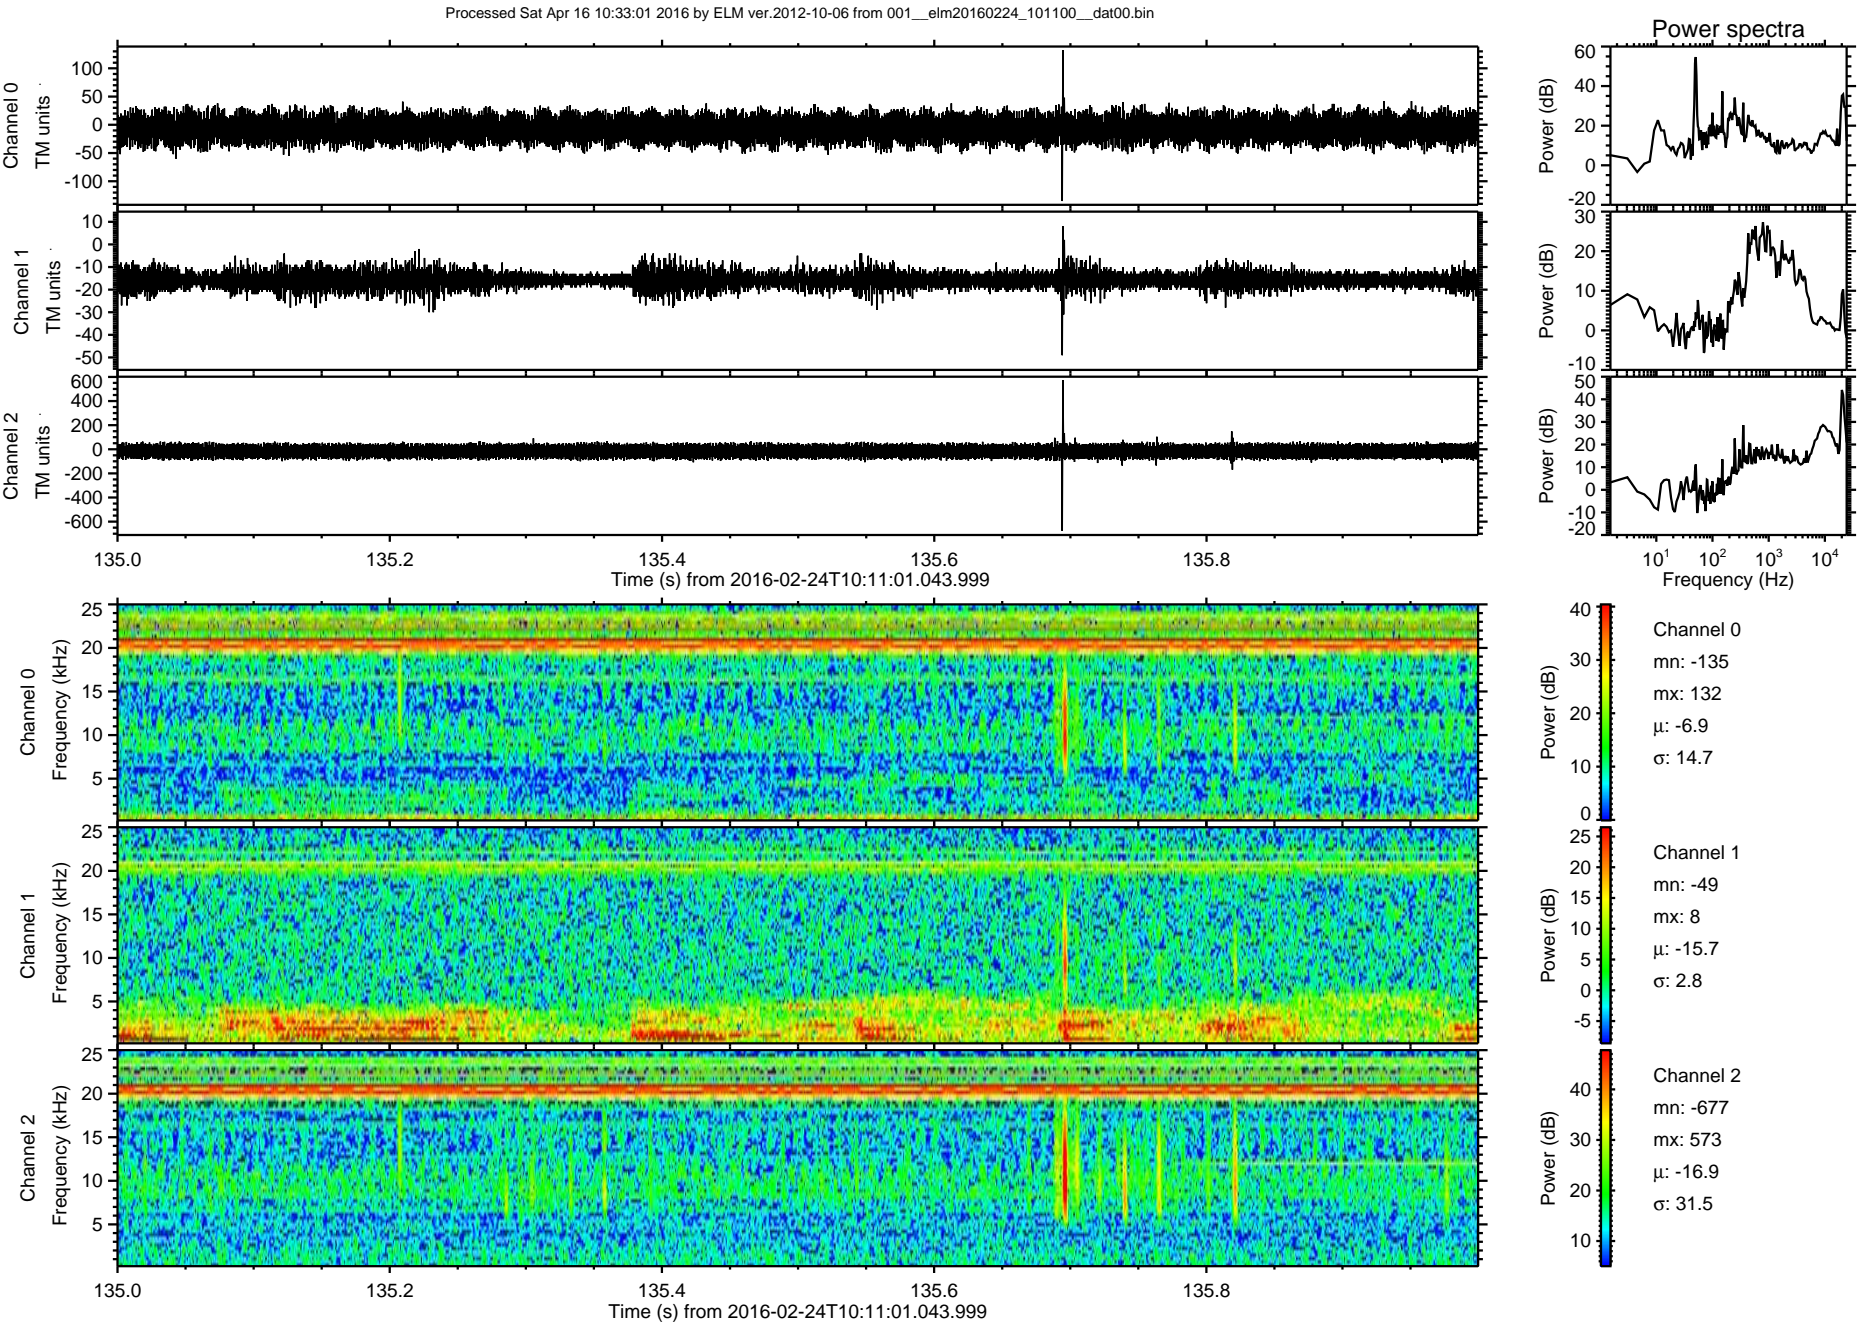 Processed Sat Apr 16 10:33:01 2016 by ELM ver.2012-10-06 from 001__elm20160224_101100__dat00.bin
Power spectra
Channel 0
TM units
100
50
0
-50
-100
Power (dB)
60
40
20
0
-20
Channel 1
TM units
10
0
-10
-20
-30
-40
-50
Power (dB)
30
20
10
0
-10
Channel 2
TM units
600
400
200
0
-200
-400
-600
Power (dB)
50
40
30
20
10
0
-10
-20
135.0 135.2 135.4 135.6 135.8
Time (s) from 2016-02-24T10:11:01.043.999
10^1 10^2 10^3 10^4
Frequency (Hz)
Channel 0
Frequency (kHz)
25
20
15
10
5
Power (dB)
40
30
20
10
0
Channel 0
mn: -135
mx: 132
μ: -6.9
σ: 14.7
Channel 1
Frequency (kHz)
25
20
15
10
5
Power (dB)
25
20
15
10
5
0
-5
Channel 1
mn: -49
mx: 8
μ: -15.7
σ: 2.8
Channel 2
Frequency (kHz)
25
20
15
10
5
Power (dB)
40
30
20
10
Channel 2
mn: -677
mx: 573
μ: -16.9
σ: 31.5
135.0 135.2 135.4 135.6 135.8
Time (s) from 2016-02-24T10:11:01.043.999